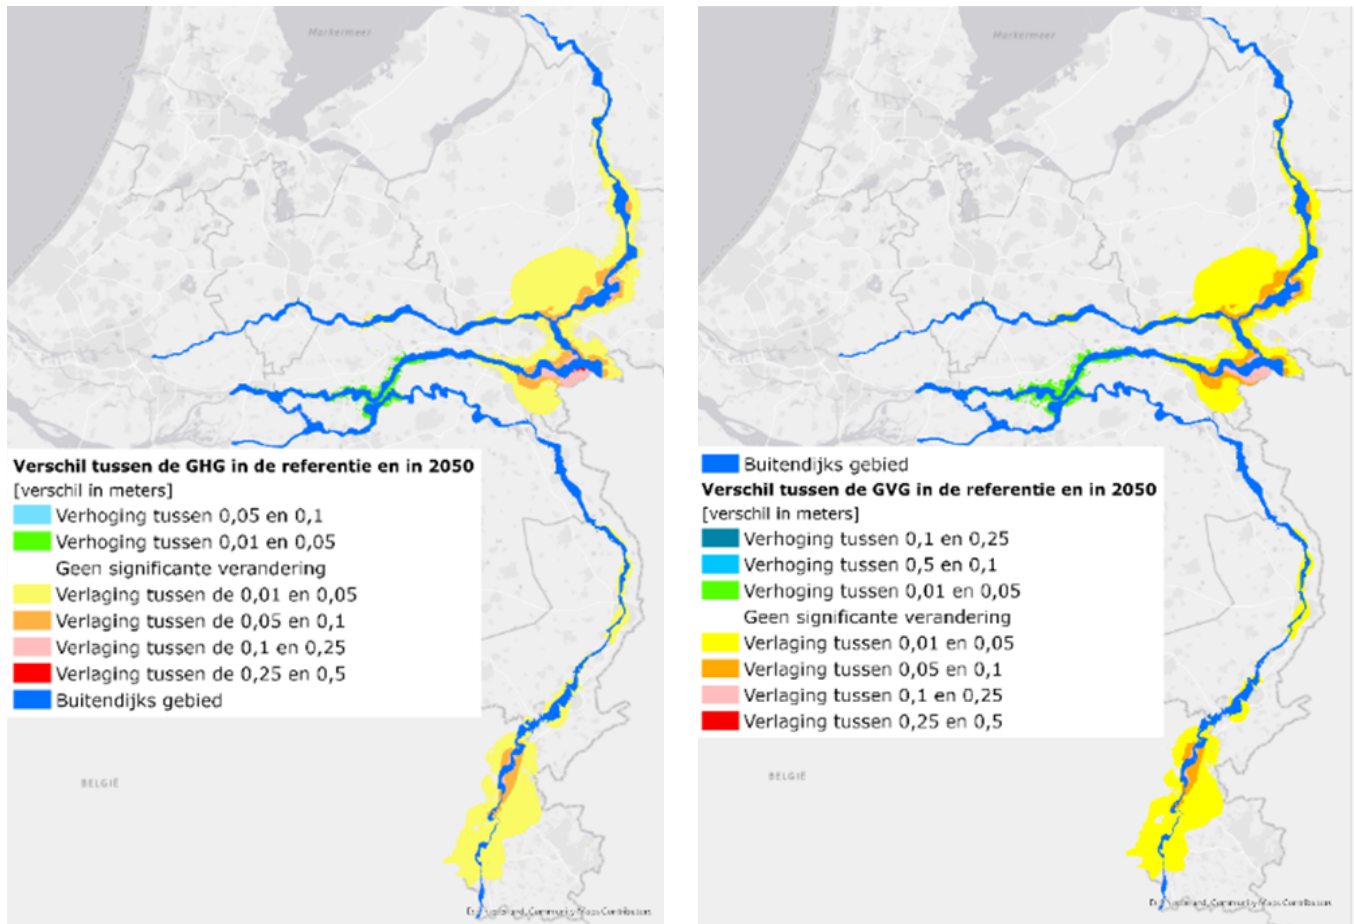 Markermeer
Verschil tussen de GHG in de referentie en in 2050
[verschil in meters]
Verhoging tussen 0,05 en 0,1
Verhoging tussen 0,01 en 0,05
Geen significante verandering
Verlaging tussen de 0,01 en 0,05
Verlaging tussen de 0,05 en 0,1
Verlaging tussen de 0,1 en 0,25
Verlaging tussen de 0,25 en 0,5
Buitendijks gebied
BELGIË
Community Maps Contributors
Markermeer
Buitendijks gebied
Verschil tussen de GVG in de referentie en in 2050
[verschil in meters]
Verhoging tussen 0,1 en 0,25
Verhoging tussen 0,5 en 0,1
Verhoging tussen 0,01 en 0,05
Geen significante verandering
Verlaging tussen 0,01 en 0,05
Verlaging tussen 0,05 en 0,1
Verlaging tussen 0,1 en 0,25
Verlaging tussen 0,25 en 0,5
BELGIË
Community Maps Contributors